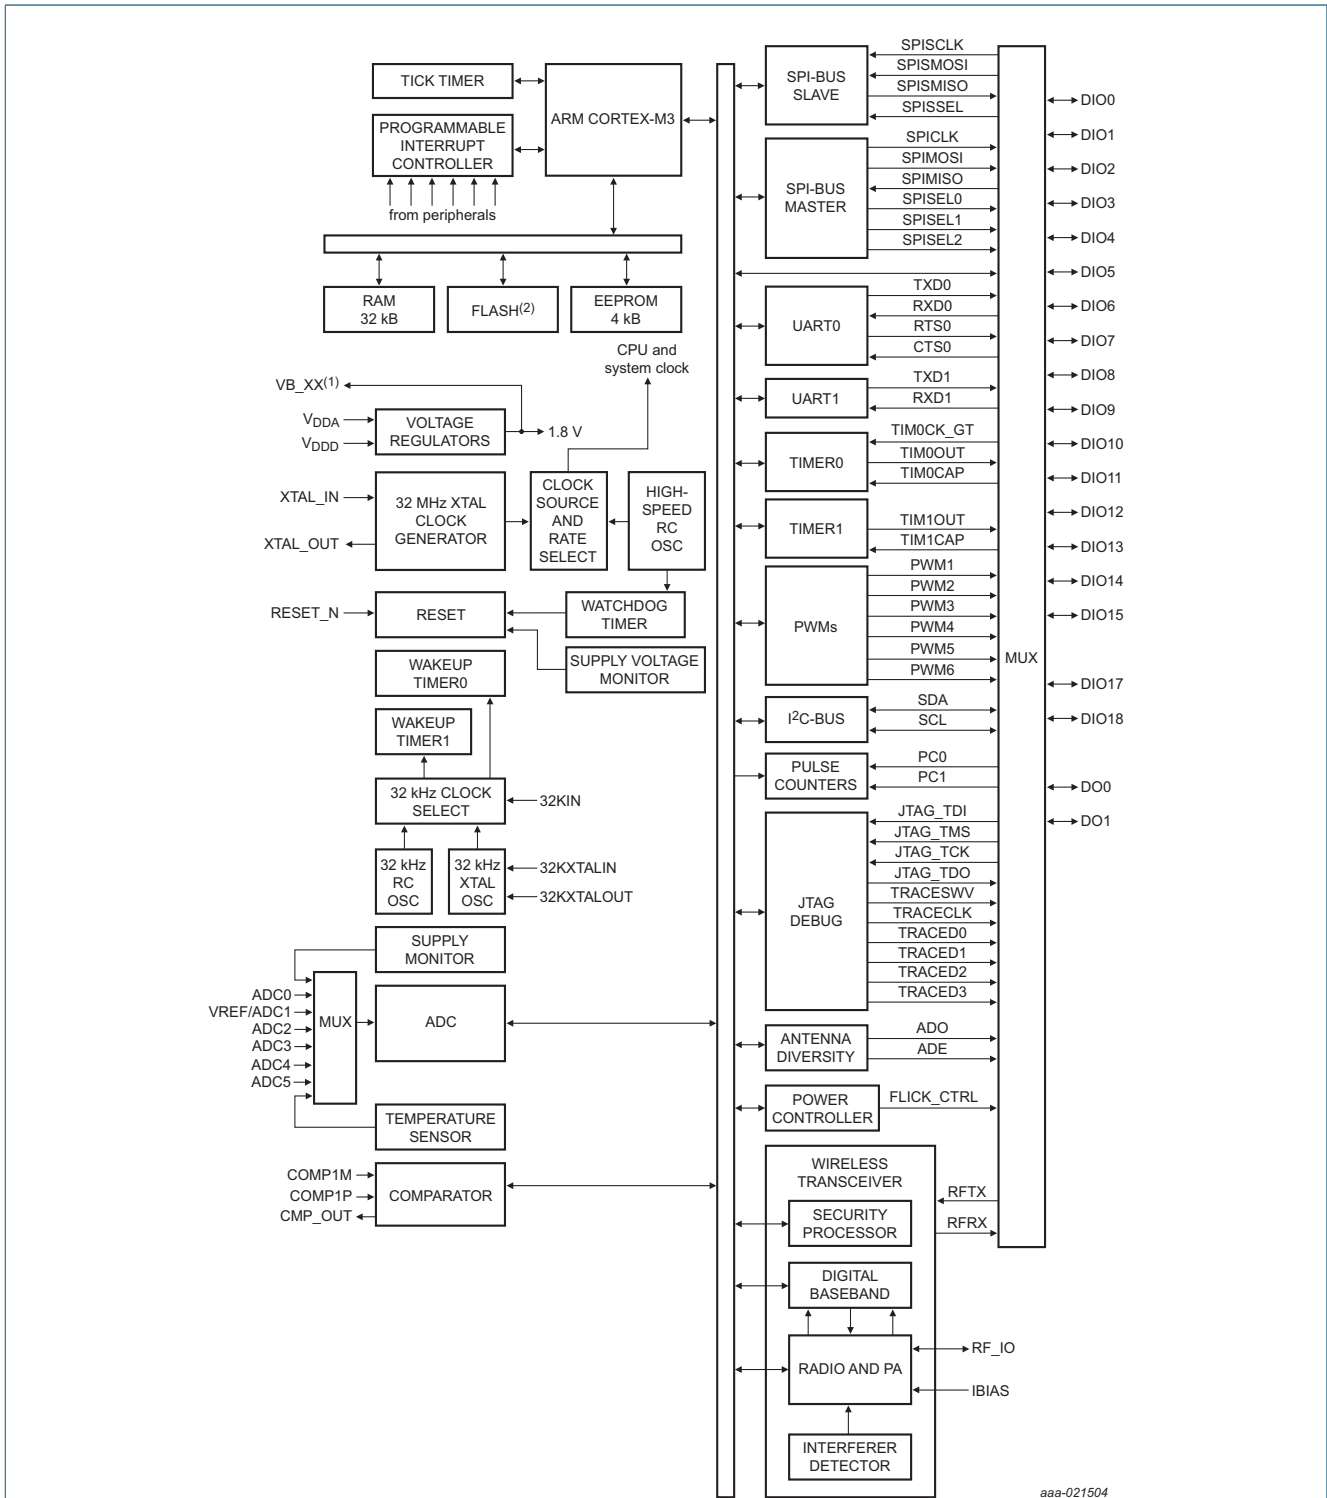 TICK TIMER
PROGRAMMABLE
INTERRUPT
CONTROLLER
from peripherals
ARM CORTEX-M3
RAM
32 kB
FLASH(2)
EEPROM
4 kB
CPU and
system clock
VB_XX(1)
VDDA
VDDD
VOLTAGE
REGULATORS
1.8 V
XTAL_IN
XTAL_OUT
32 MHz XTAL
CLOCK
GENERATOR
CLOCK
SOURCE
AND
RATE
SELECT
HIGH-
SPEED
RC
OSC
RESET_N
RESET
WATCHDOG
TIMER
SUPPLY VOLTAGE
MONITOR
WAKEUP
TIMER0
WAKEUP
TIMER1
32 kHz CLOCK
SELECT
32KIN
32 kHz
RC
OSC
32 kHz
XTAL
OSC
32KXTALIN
32KXTALOUT
SUPPLY
MONITOR
ADC0
VREF/ADC1
ADC2
ADC3
ADC4
ADC5
MUX
ADC
TEMPERATURE
SENSOR
COMP1M
COMP1P
CMP_OUT
COMPARATOR
SPI-BUS
SLAVE
SPISCLK
SPISMOSI
SPISMISO
SPISSEL
SPI-BUS
MASTER
SPICLK
SPIMOSI
SPIMISO
SPISEL0
SPISEL1
SPISEL2
UART0
TXD0
RXD0
RTS0
CTS0
UART1
TXD1
RXD1
TIMER0
TIM0CK_GT
TIM0OUT
TIM0CAP
TIMER1
TIM1OUT
TIM1CAP
PWMs
PWM1
PWM2
PWM3
PWM4
PWM5
PWM6
I2C-BUS
SDA
SCL
PULSE
COUNTERS
PC0
PC1
JTAG
DEBUG
JTAG_TDI
JTAG_TMS
JTAG_TCK
JTAG_TDO
TRACESWV
TRACECLK
TRACED0
TRACED1
TRACED2
TRACED3
ANTENNA
DIVERSITY
ADO
ADE
POWER
CONTROLLER
FLICK_CTRL
WIRELESS
TRANSCEIVER
SECURITY
PROCESSOR
DIGITAL
BASEBAND
RADIO AND PA
INTERFERER
DETECTOR
RFTX
RFRX
RF_IO
IBIAS
MUX
DIO0
DIO1
DIO2
DIO3
DIO4
DIO5
DIO6
DIO7
DIO8
DIO9
DIO10
DIO11
DIO12
DIO13
DIO14
DIO15
DIO17
DIO18
DO0
DO1
aaa-021504